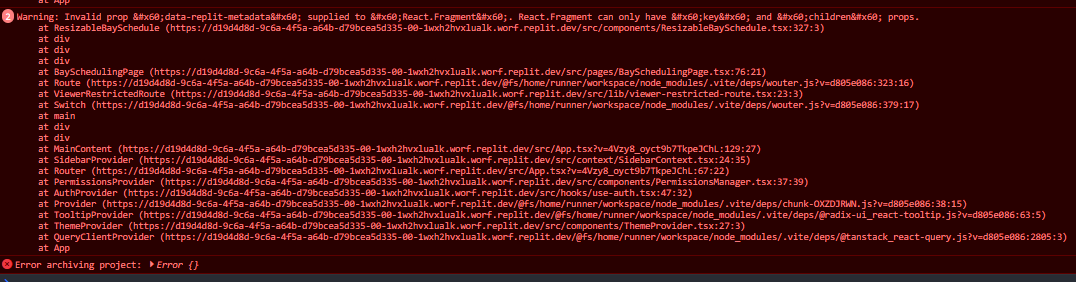 at App
2 Warning: Invalid prop &#x60;data-replit-metadata&#x60; supplied to &#x60;React.Fragment&#x60;. React.Fragment can only have &#x60;key&#x60; and &#x60;children&#x60; props.
at ResizableBaySchedule (https://d19d4d8d-9c6a-4f5a-a64b-d79bcea5d335-00-1wxh2hvxlualk.worf.replit.dev/src/components/ResizableBaySchedule.tsx:327:3)
at div
at div
at div
at BaySchedulingPage (https://d19d4d8d-9c6a-4f5a-a64b-d79bcea5d335-00-1wxh2hvxlualk.worf.replit.dev/src/pages/BaySchedulingPage.tsx:76:21)
at Route (https://d19d4d8d-9c6a-4f5a-a64b-d79bcea5d335-00-1wxh2hvxlualk.worf.replit.dev/@fs/home/runner/workspace/node_modules/.vite/deps/wouter.js?v=d805e086:323:16)
at ViewerRestrictedRoute (https://d19d4d8d-9c6a-4f5a-a64b-d79bcea5d335-00-1wxh2hvxlualk.worf.replit.dev/src/lib/viewer-restricted-route.tsx:23:3)
at Switch (https://d19d4d8d-9c6a-4f5a-a64b-d79bcea5d335-00-1wxh2hvxlualk.worf.replit.dev/@fs/home/runner/workspace/node_modules/.vite/deps/wouter.js?v=d805e086:379:17)
at main
at div
at div
at MainContent (https://d19d4d8d-9c6a-4f5a-a64b-d79bcea5d335-00-1wxh2hvxlualk.worf.replit.dev/src/App.tsx?v=4Vzy8_oyct9b7TkpeJChL:129:27)
at SidebarProvider (https://d19d4d8d-9c6a-4f5a-a64b-d79bcea5d335-00-1wxh2hvxlualk.worf.replit.dev/src/context/SidebarContext.tsx:24:35)
at Router (https://d19d4d8d-9c6a-4f5a-a64b-d79bcea5d335-00-1wxh2hvxlualk.worf.replit.dev/src/App.tsx?v=4Vzy8_oyct9b7TkpeJChL:67:22)
at PermissionsProvider (https://d19d4d8d-9c6a-4f5a-a64b-d79bcea5d335-00-1wxh2hvxlualk.worf.replit.dev/src/components/PermissionsManager.tsx:37:39)
at AuthProvider (https://d19d4d8d-9c6a-4f5a-a64b-d79bcea5d335-00-1wxh2hvxlualk.worf.replit.dev/src/hooks/use-auth.tsx:47:32)
at Provider (https://d19d4d8d-9c6a-4f5a-a64b-d79bcea5d335-00-1wxh2hvxlualk.worf.replit.dev/@fs/home/runner/workspace/node_modules/.vite/deps/chunk-OXZDJRWN.js?v=d805e086:38:15)
at TooltipProvider (https://d19d4d8d-9c6a-4f5a-a64b-d79bcea5d335-00-1wxh2hvxlualk.worf.replit.dev/@fs/home/runner/workspace/node_modules/.vite/deps/@radix-ui_react-tooltip.js?v=d805e086:63:5)
at ThemeProvider (https://d19d4d8d-9c6a-4f5a-a64b-d79bcea5d335-00-1wxh2hvxlualk.worf.replit.dev/src/components/ThemeProvider.tsx:27:3)
at QueryClientProvider (https://d19d4d8d-9c6a-4f5a-a64b-d79bcea5d335-00-1wxh2hvxlualk.worf.replit.dev/@fs/home/runner/workspace/node_modules/.vite/deps/@tanstack_react-query.js?v=d805e086:2805:3)
at App
Error archiving project: Error {}